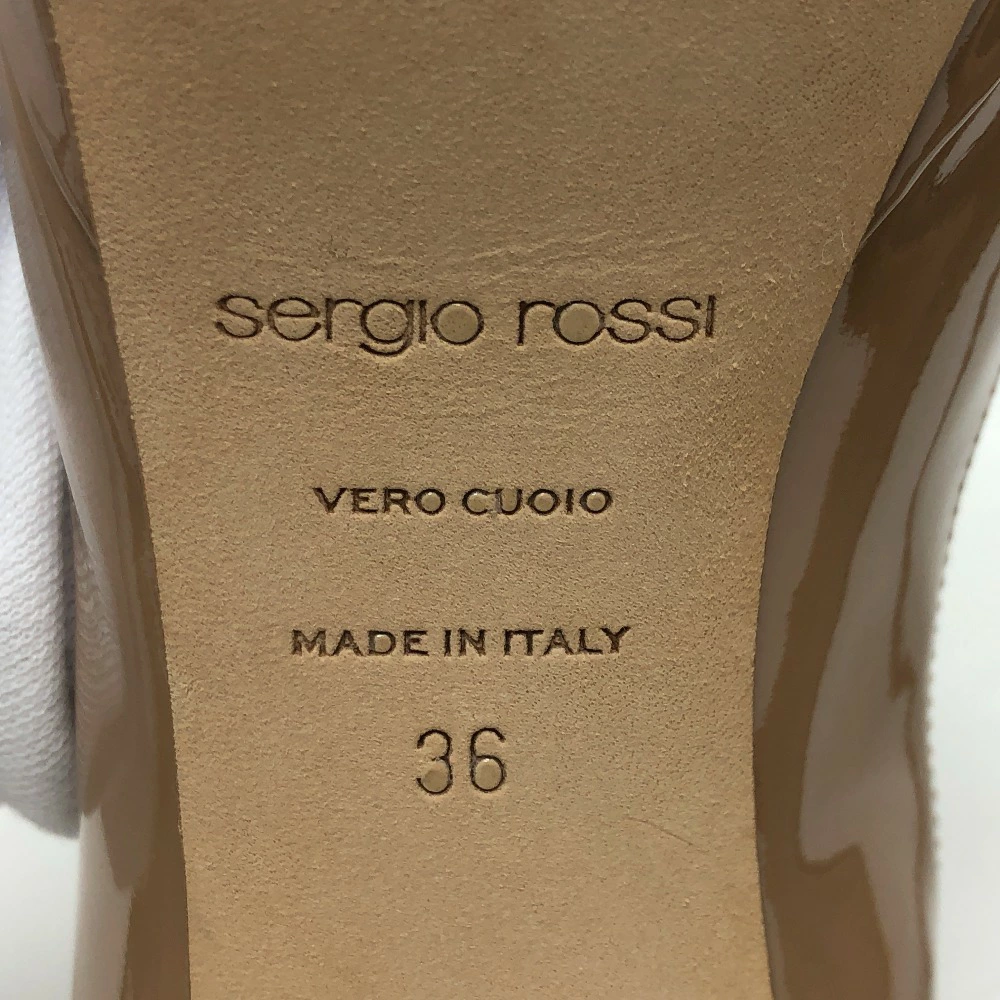 sergio rossi
VERO CUOIO
MADE IN ITALY
36